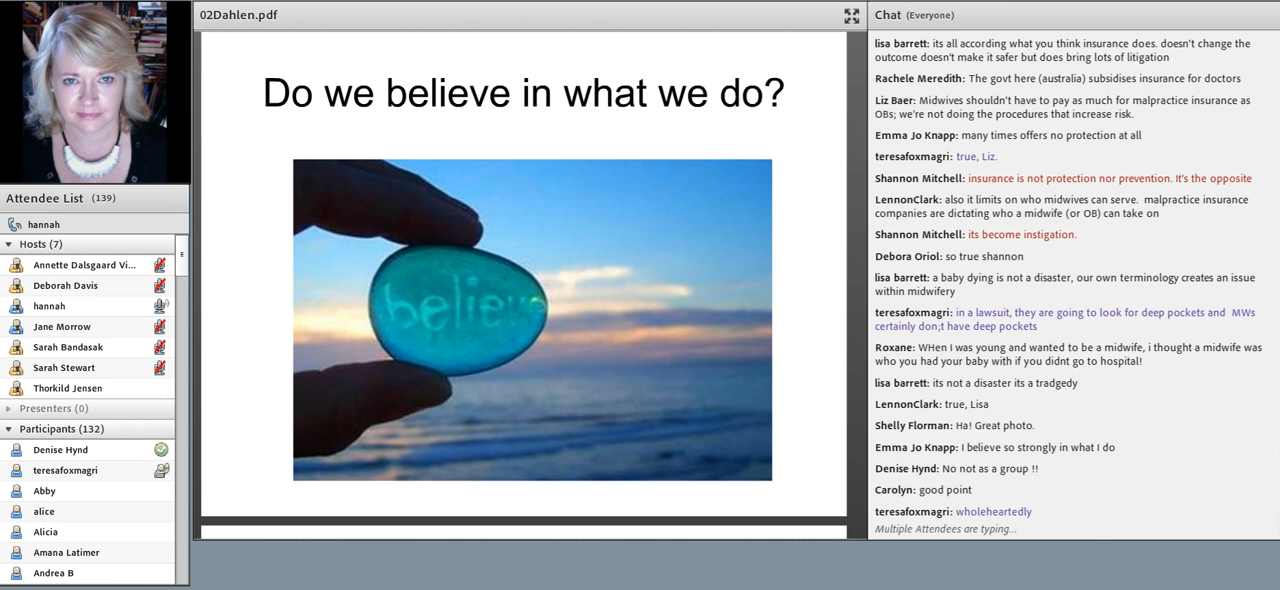 02Dahlen.pdf
Do we believe in what we do?
believe
Attendee List (139)
hannah
Hosts (7)
Annette Dalsgaard Vi...
Deborah Davis
hannah
Jane Morrow
Sarah Bandasak
Sarah Stewart
Thorkild Jensen
Presenters (0)
Participants (132)
Denise Hynd
teresafoxmagri
Abby
alice
Alicia
Amana Latimer
Andrea B
Chat (Everyone)
lisa barrett: its all according what you think insurance does. doesn't change the
outcome doesn't make it safer but does bring lots of litigation
Rachele Meredith: The govt here (australia) subsidises insurance for doctors
Liz Baer: Midwives shouldn't have to pay as much for malpractice insurance as
OBs; we're not doing the procedures that increase risk.
Emma Jo Knapp: many times offers no protection at all
teresafoxmagri: true, Liz.
Shannon Mitchell: insurance is not protection nor prevention. It's the opposite
LennonClark: also it limits on who midwives can serve. malpractice insurance
companies are dictating who a midwife (or OB) can take on
Shannon Mitchell: its become instigation.
Debora Oriol: so true shannon
lisa barrett: a baby dying is not a disaster, our own terminology creates an issue
within midwifery
teresafoxmagri: in a lawsuit, they are going to look for deep pockets and MWs
certainly don;t have deep pockets
Roxane: WHen I was young and wanted to be a midwife, i thought a midwife was
who you had your baby with if you didnt go to hospital!
lisa barrett: its not a disaster its a tradgedy
LennonClark: true, Lisa
Shelly Florman: Ha! Great photo.
Emma Jo Knapp: I believe so strongly in what I do
Denise Hynd: No not as a group !!
Carolyn: good point
teresafoxmagri: wholeheartedly
Multiple Attendees are typing...